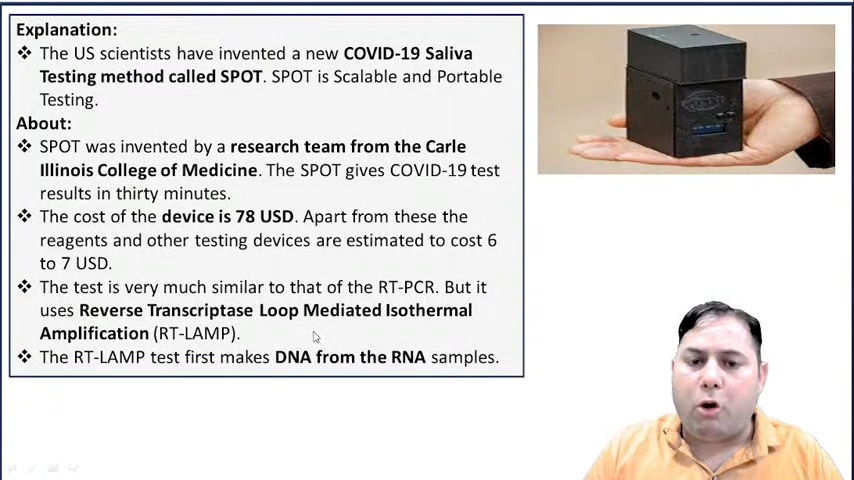 Explanation:
❖ The US scientists have invented a new COVID-19 Saliva
Testing method called SPOT. SPOT is Scalable and Portable
Testing.
About:
❖ SPOT was invented by a research team from the Carle
Illinois College of Medicine. The SPOT gives COVID-19 test
results in thirty minutes.
❖ The cost of the device is 78 USD. Apart from these the
reagents and other testing devices are estimated to cost 6
to 7 USD.
❖ The test is very much similar to that of the RT-PCR. But it
uses Reverse Transcriptase Loop Mediated Isothermal
Amplification (RT-LAMP).
❖ The RT-LAMP test first makes DNA from the RNA samples.